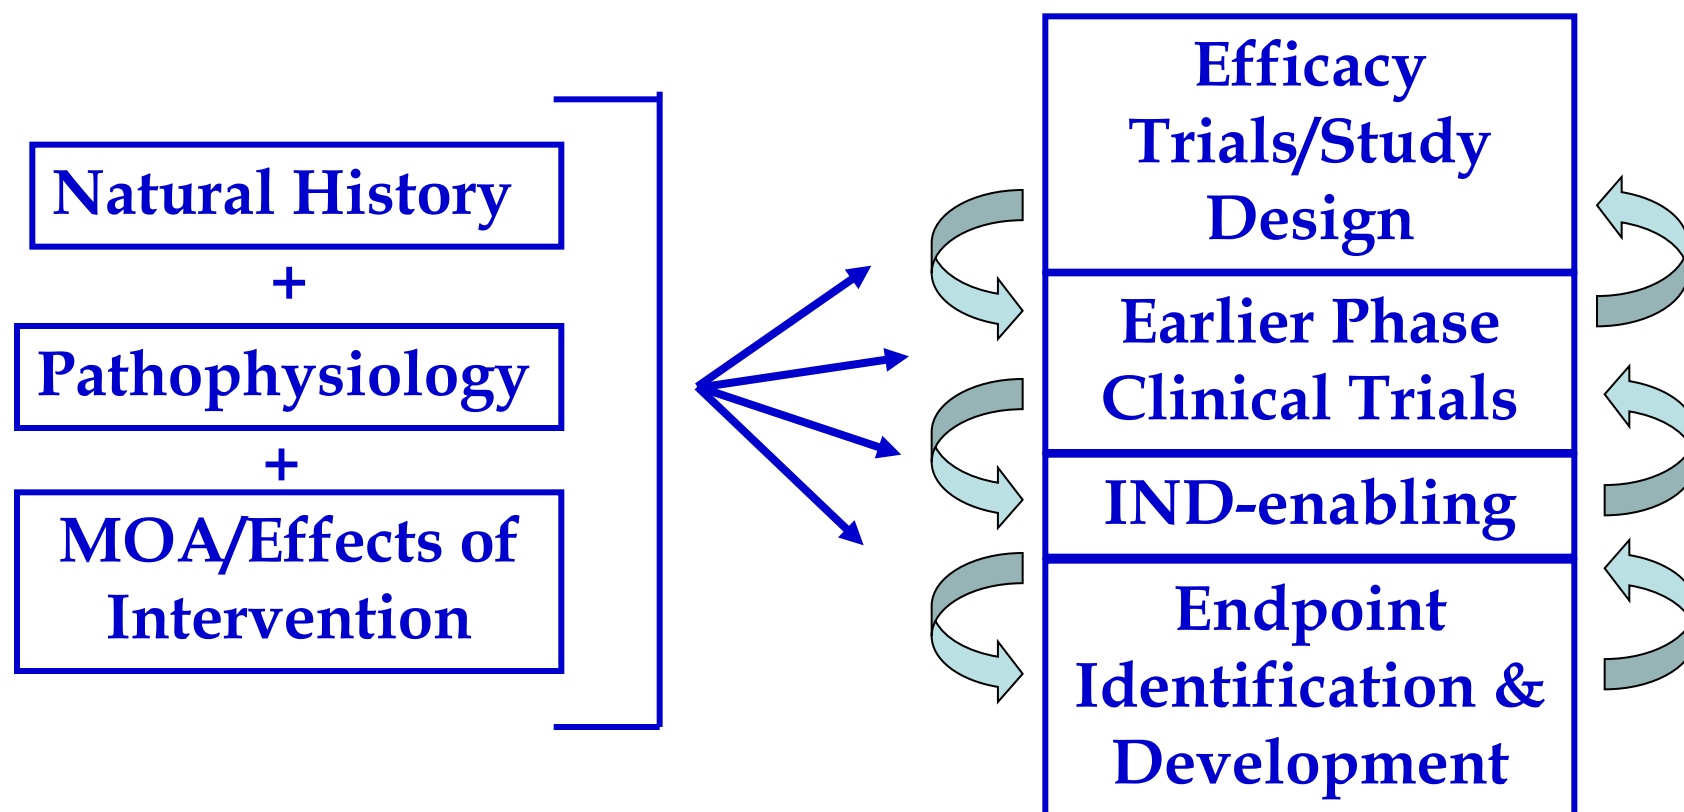 Natural History
+
Pathophysiology
+
MOA/Effects of
Intervention
Efficacy
Trials/Study
Design
Earlier Phase
Clinical Trials
IND-enabling
Endpoint
Identification &
Development